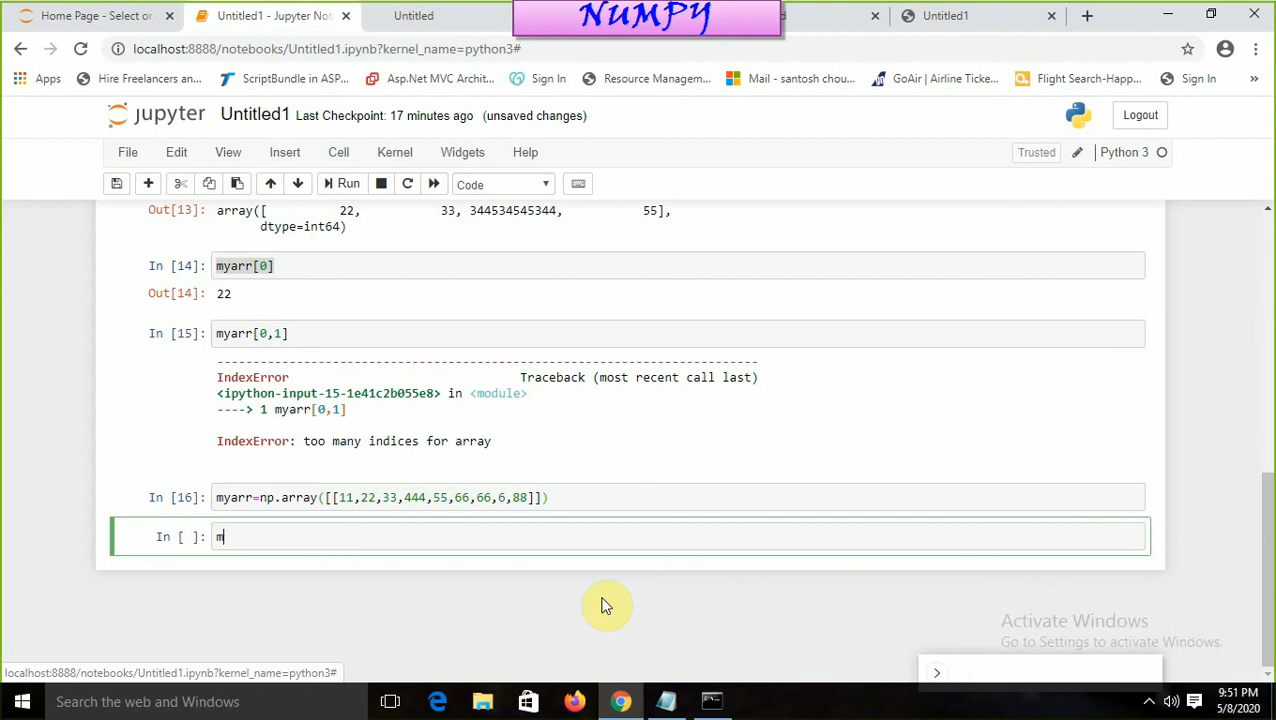 Home Page - Select or
Untitled1 - Jupyter Not
Untitled
NUMPY
d
Untitled1
localhost:8888/notebooks/Untitled1.ipynb?kernel_name=python3#
Apps
Hire Freelancers an...
ScriptBundle in ASP...
Asp.Net MVC Archit...
Sign In
Resource Managem...
Mail - santosh chou...
GoAir | Airline Ticke...
Flight Search-Happ...
Sign In
»
jupyter Untitled1 Last Checkpoint: 17 minutes ago (unsaved changes)
Logout
File Edit View Insert Cell Kernel Widgets Help
Trusted
Python 3
Run
Code
Out[13]: array([ 22, 33, 344534545344, 55],
dtype=int64)
In [14]: myarr[0]
Out[14]: 22
In [15]: myarr[0,1]
---------------------------------------------------------------------------
IndexError Traceback (most recent call last)
<ipython-input-15-1e41c2b055e8> in <module>
----> 1 myarr[0,1]
IndexError: too many indices for array
In [16]: myarr=np.array([[11,22,33,444,55,66,66,6,88]])
In [ ]: m
Activate Windows
Go to Settings to activate Windows.
localhost:8888/notebooks/Untitled1.ipynb?kernel_name=python3#
Search the web and Windows
9:51 PM
5/8/2020